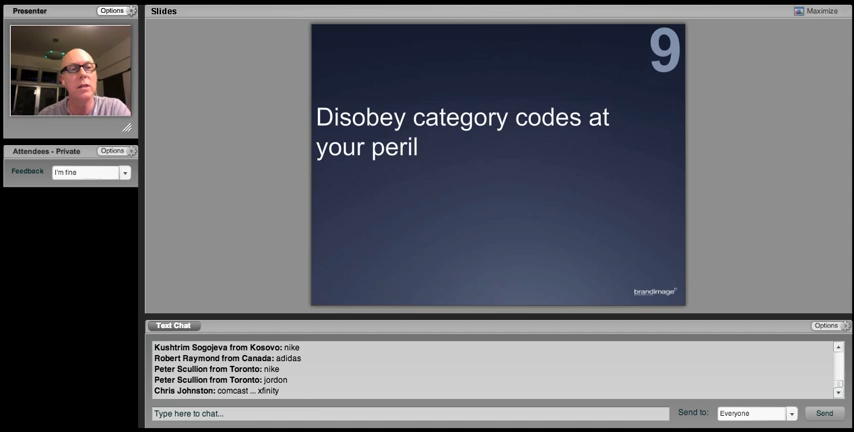 Presenter
Options
Slides
Maximize
9
Disobey category codes at
your peril
brandimage
Attendees - Private
Options
Feedback
I'm fine
Text Chat
Options
Kushtrim Sogojeva from Kosovo: nike
Robert Raymond from Canada: adidas
Peter Scullion from Toronto: nike
Peter Scullion from Toronto: jordon
Chris Johnston: comcast ... xfinity
Type here to chat...
Send to:
Everyone
Send